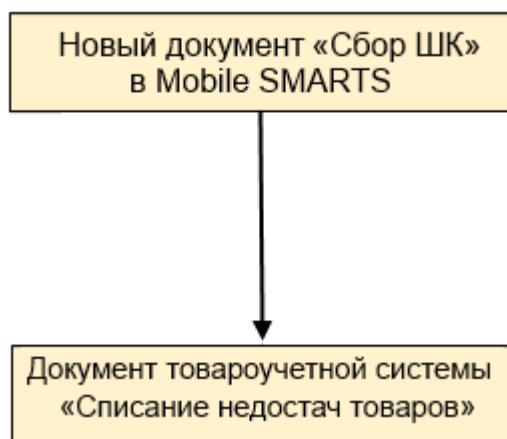 Новый документ «Сбор ШК»
в Mobile SMARTS
Документ товароучетной системы
«Списание недостач товаров»